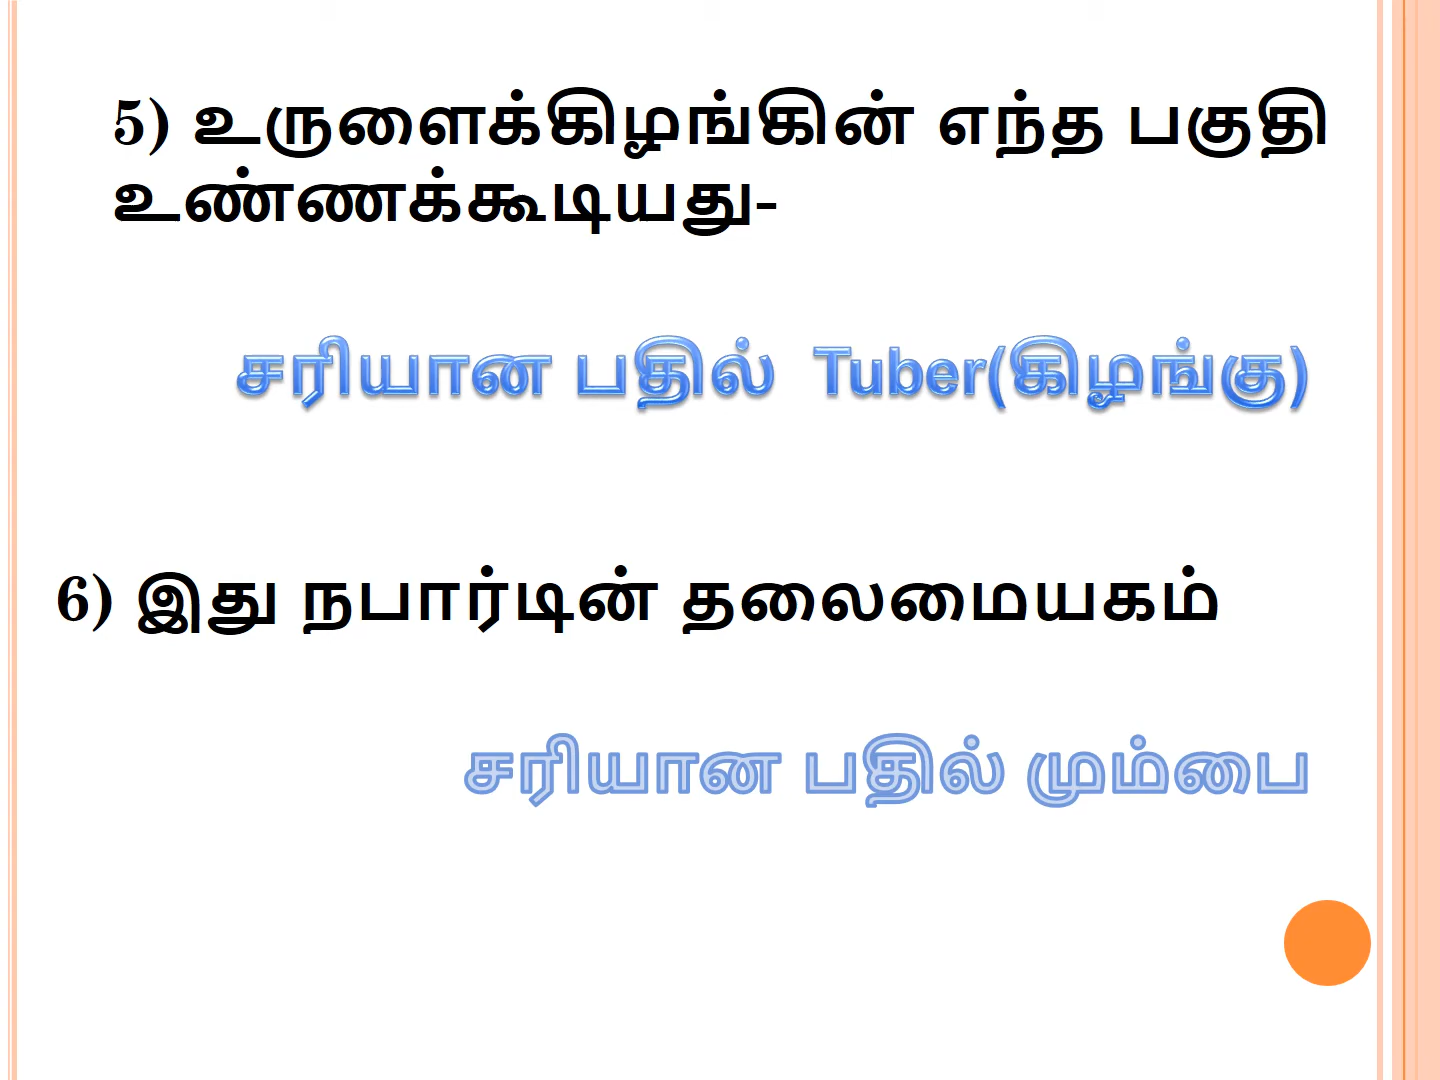 5) உருளைக்கிழங்கின் எந்த பகுதி
உண்ணக்கூடியது-
சரியான பதில் Tuber(கிழங்கு)
6) இது நபார்டின் தலைமையகம்
சரியான பதில் மும்பை